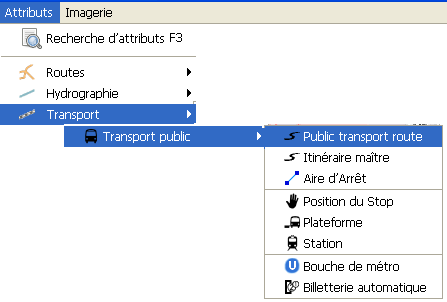 Attributs Imagerie
Recherche d'attributs F3
Routes
Hydrographie
Transport
Transport public
Public transport route
Itinéraire maître
Aire d'Arrêt
Position du Stop
Plateforme
Station
Bouche de métro
Billetterie automatique